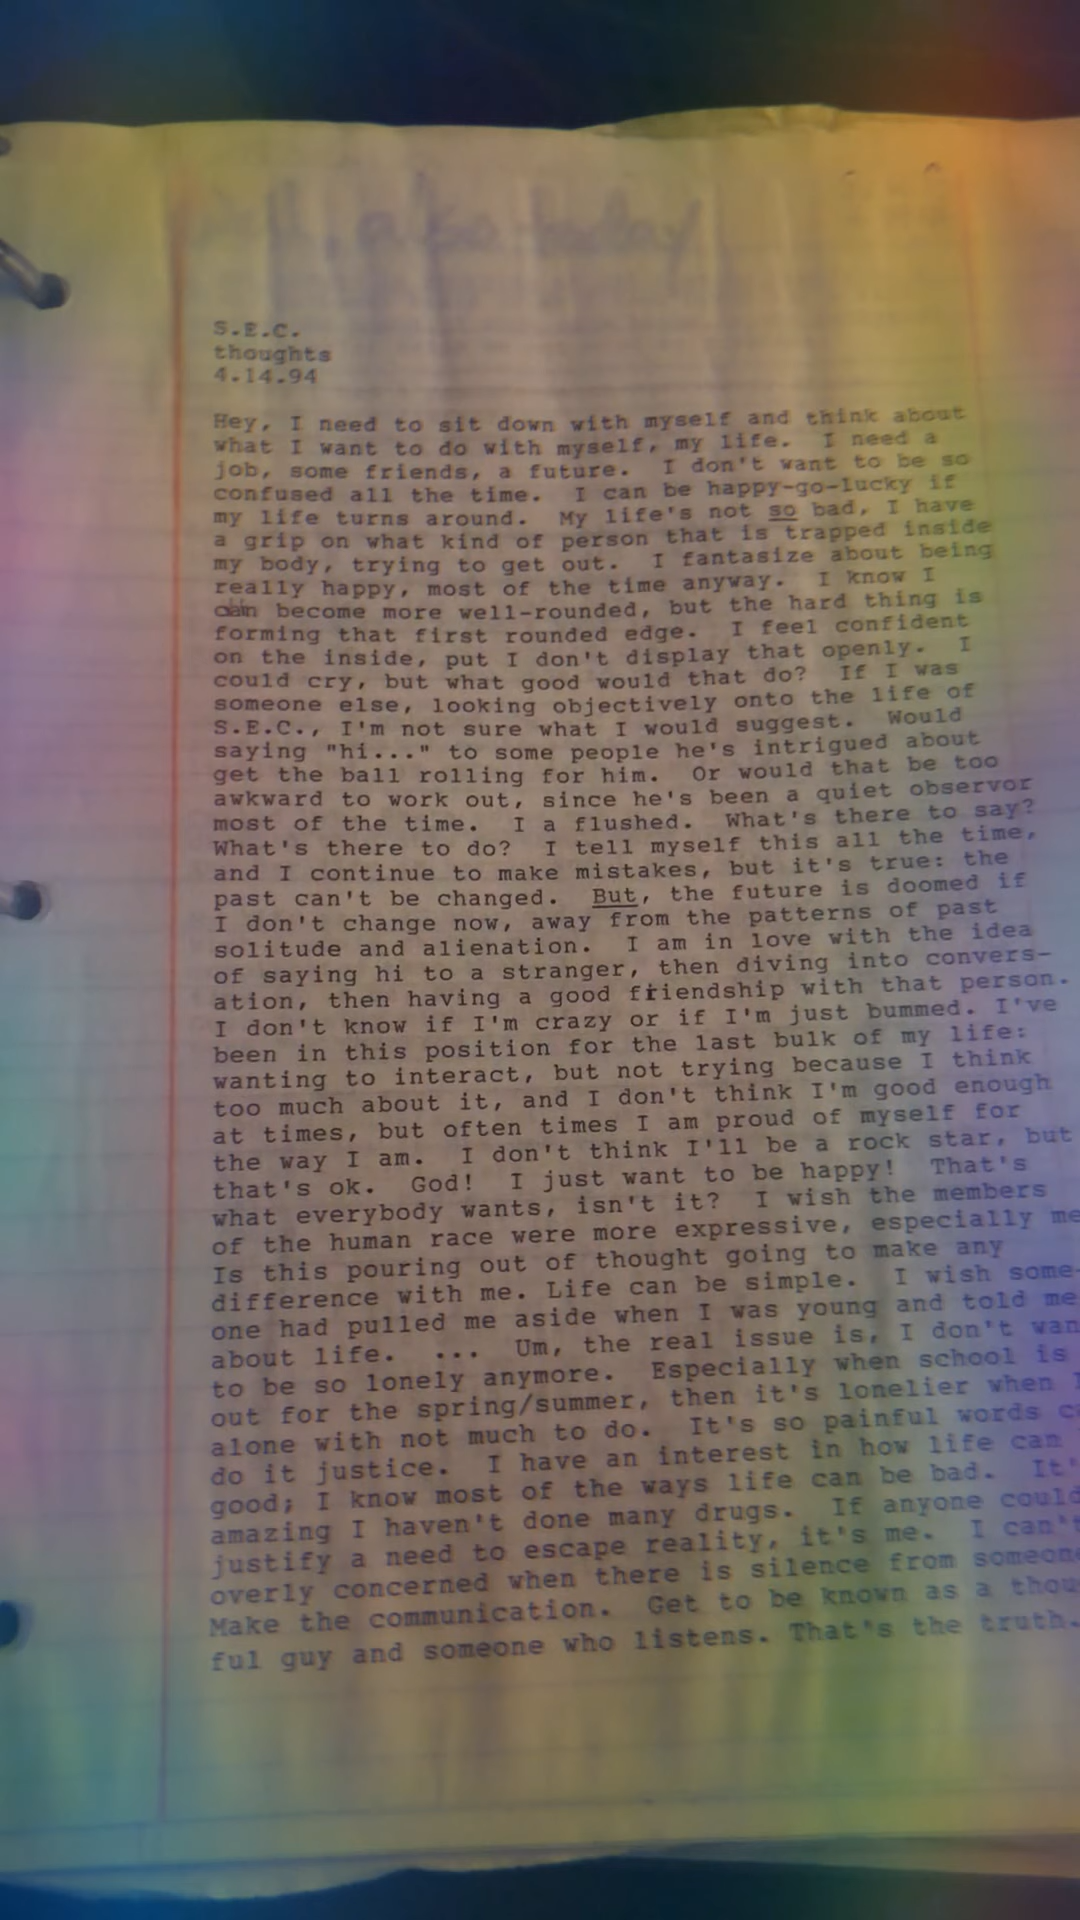 a so today
S.E.C.
thoughts
4.14.94
Hey, I need to sit down with myself and think about
what I want to do with myself, my life.  I need a
job, some friends, a future.  I don't want to be so
confused all the time.  I can be happy-go-lucky if
my life turns around.  My life's not so bad, I have
a grip on what kind of person that is trapped inside
my body, trying to get out.  I fantasize about being
really happy, most of the time anyway.  I know I
can become more well-rounded, but the hard thing is
forming that first rounded edge.  I feel confident
on the inside, put I don't display that openly.  I
could cry, but what good would that do?  If I was
someone else, looking objectively onto the life of
S.E.C., I'm not sure what I would suggest.  Would
saying "hi..." to some people he's intrigued about
get the ball rolling for him.  Or would that be too
awkward to work out, since he's been a quiet observor
most of the time.  I a flushed.  What's there to say?
What's there to do?  I tell myself this all the time,
and I continue to make mistakes, but it's true: the
past can't be changed.  But, the future is doomed if
I don't change now, away from the patterns of past
solitude and alienation.  I am in love with the idea
of saying hi to a stranger, then diving into convers-
ation, then having a good friendship with that person.
I don't know if I'm crazy or if I'm just bummed. I've
been in this position for the last bulk of my life:
wanting to interact, but not trying because I think
too much about it, and I don't think I'm good enough
at times, but often times I am proud of myself for
the way I am.  I don't think I'll be a rock star, but
that's ok.  God!  I just want to be happy!  That's
what everybody wants, isn't it?  I wish the members
of the human race were more expressive, especially me
Is this pouring out of thought going to make any
difference with me. Life can be simple.  I wish some-
one had pulled me aside when I was young and told me
about life.  ...  Um, the real issue is, I don't wan
to be so lonely anymore.  Especially when school is
out for the spring/summer, then it's lonelier when I
alone with not much to do.  It's so painful words c
do it justice.  I have an interest in how life can
good; I know most of the ways life can be bad.  It'
amazing I haven't done many drugs.  If anyone could
justify a need to escape reality, it's me.  I can't
overly concerned when there is silence from someone
Make the communication.  Get to be known as a thou
ful guy and someone who listens. That's the truth.